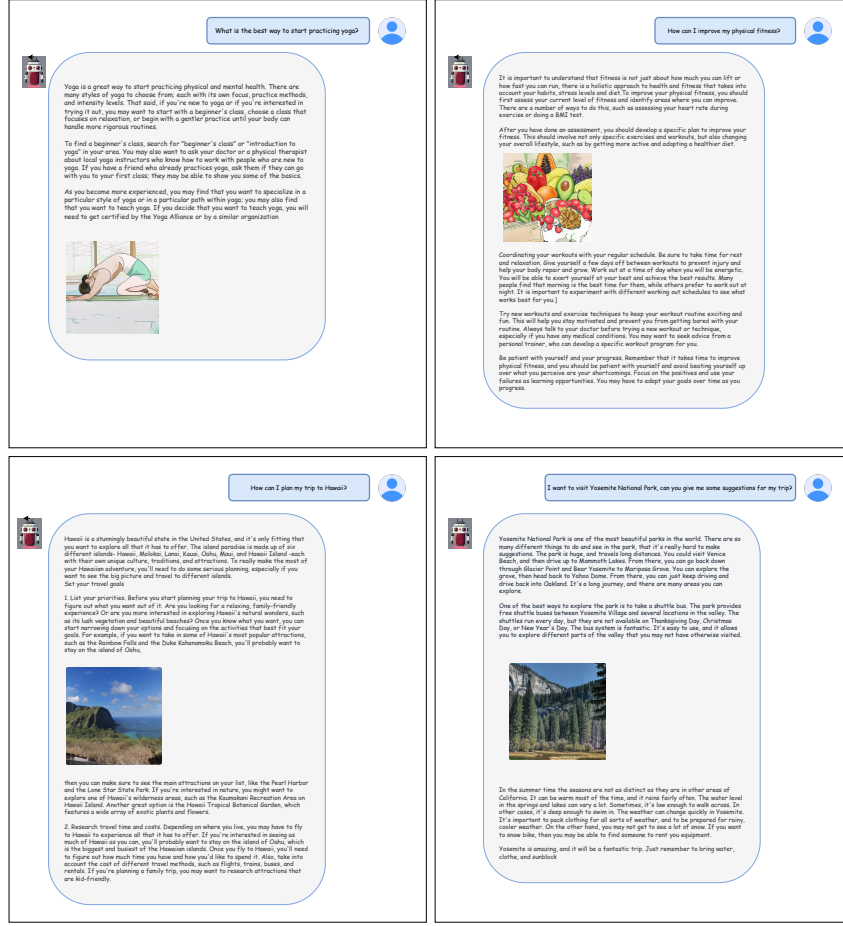 What is the best way to start practicing yoga?
Yoga is a great way to start practicing physical and mental health. There are
many styles of yoga to choose from; each with its own focus, practice methods,
and intensity levels. That said, if you're new to yoga or if you're interested in
trying it out, you may want to start with a beginner's class; choose a class that
focuses on relaxation, or begin with a gentler practice until your body can
handle more rigorous routines.
To find a beginner's class, search for "beginner's class" or "introduction to
yoga" in your area. You may also want to ask your doctor or a physical therapist
about local yoga instructors who know how to work with people who are new to
yoga. If you have a friend who already practices yoga, ask them if they can go
with you to your first class; they may be able to show you some of the basics.
As you become more experienced, you may find that you want to specialize in a
particular style of yoga or in a particular path within yoga; you may also find
that you want to teach yoga. If you decide that you want to teach yoga, you will
need to get certified by the Yoga Alliance or by a similar organization
How can I improve my physical fitness?
It is important to understand that fitness is not just about how much you can lift or
how fast you can run, there is a holistic approach to health and fitness that takes into
account your habits, stress levels and diet.To improve your physical fitness, you should
first assess your current level of fitness and identify areas where you can improve.
There are a number of ways to do this, such as assessing your heart rate during
exercise or doing a BMI test.
After you have done an assessment, you should develop a specific plan to improve your
fitness. This should involve not only specific exercises and workouts, but also changing
your overall lifestyle, such as by getting more active and adopting a healthier diet.
Coordinating your workouts with your regular schedule. Be sure to take time for rest
and relaxation. Give yourself a few days off between workouts to prevent injury and
help your body repair and grow. Work out at a time of day when you will be energetic.
You will be able to exert yourself at your best and achieve the best results. Many
people find that morning is the best time for them, while others prefer to work out at
night. It is important to experiment with different working out schedules to see what
works best for you.]
Try new workouts and exercise techniques to keep your workout routine exciting and
fun. This will help you stay motivated and prevent you from getting bored with your
routine. Always talk to your doctor before trying a new workout or technique,
especially if you have any medical conditions. You may want to seek advice from a
personal trainer, who can develop a specific workout program for you.
Be patient with yourself and your progress. Remember that it takes time to improve
physical fitness, and you should be patient with yourself and avoid beating yourself up
over what you perceive are your shortcomings. Focus on the positives and use your
failures as learning opportunities. You may have to adapt your goals over time as you
progress.
How can I plan my trip to Hawaii?
Hawaii is a stunningly beautiful state in the United States, and it's only fitting that
you want to explore all that it has to offer. The island paradise is made up of six
different islands- Hawaii, Molokai, Lanai, Kauai, Oahu, Maui, and Hawaii Island -each
with their own unique culture, traditions, and attractions. To really make the most of
your Hawaiian adventure, you'll need to do some serious planning, especially if you
want to see the big picture and travel to different islands.
Set your travel goals
1. List your priorities. Before you start planning your trip to Hawaii, you need to
figure out what you want out of it. Are you looking for a relaxing, family-friendly
experience? Or are you more interested in exploring Hawaii's natural wonders, such
as its lush vegetation and beautiful beaches? Once you know what you want, you can
start narrowing down your options and focusing on the activities that best fit your
goals. For example, if you want to take in some of Hawaii's most popular attractions,
such as the Rainbow Falls and the Duke Kahanamoku Beach, you'll probably want to
stay on the island of Oahu,
then you can make sure to see the main attractions on your list, like the Pearl Harbor
and the Lone Star State Park. If you're interested in nature, you might want to
explore one of Hawaii's wilderness areas, such as the Kaumakani Recreation Area on
Hawaii Island. Another great option is the Hawaii Tropical Botanical Garden, which
features a wide array of exotic plants and flowers.
2. Research travel time and costs. Depending on where you live, you may have to fly
to Hawaii to experience all that it has to offer. If you're interested in seeing as
much of Hawaii as you can, you'll probably want to stay on the island of Oahu, which
is the biggest and busiest of the Hawaiian islands. Once you fly to Hawaii, you'll need
to figure out how much time you have and how you'd like to spend it. Also, take into
account the cost of different travel methods, such as flights, trains, buses, and
rentals. If you're planning a family trip, you may want to research attractions that
are kid-friendly.
I want to visit Yosemite National Park, can you give me some suggestions for my trip?
Yosemite National Park is one of the most beautiful parks in the world. There are so
many different things to do and see in the park, that it's really hard to make
suggestions. The park is huge, and travels long distances. You could visit Venice
Beach, and then drive up to Mammoth Lakes. From there, you can go back down
through Glacier Point and Bear Yosemite to Mariposa Grove. You can explore the
grove, then head back to Yahoo Dome. From there, you can just keep driving and
drive back into Oakland. It's a long journey, and there are many areas you can
explore.
One of the best ways to explore the park is to take a shuttle bus. The park provides
free shuttle buses between Yosemite Village and several locations in the valley. The
shuttles run every day, but they are not available on Thanksgiving Day, Christmas
Day, or New Year's Day. The bus system is fantastic. It's easy to use, and it allows
you to explore different parts of the valley that you may not have otherwise visited.
In the summer time the seasons are not as distinct as they are in other areas of
California. It can be warm most of the time, and it rains fairly often. The water level
in the springs and lakes can vary a lot. Sometimes, it's low enough to walk across. In
other cases, it's deep enough to swim in. The weather can change quickly in Yosemite.
It's important to pack clothing for all sorts of weather, and to be prepared for rainy,
cooler weather. On the other hand, you may not get to see a lot of snow. If you want
to snow bike, then you may be able to find someone to rent you equipment.
Yosemite is amazing, and it will be a fantastic trip. Just remember to bring water,
clothe, and sunblock